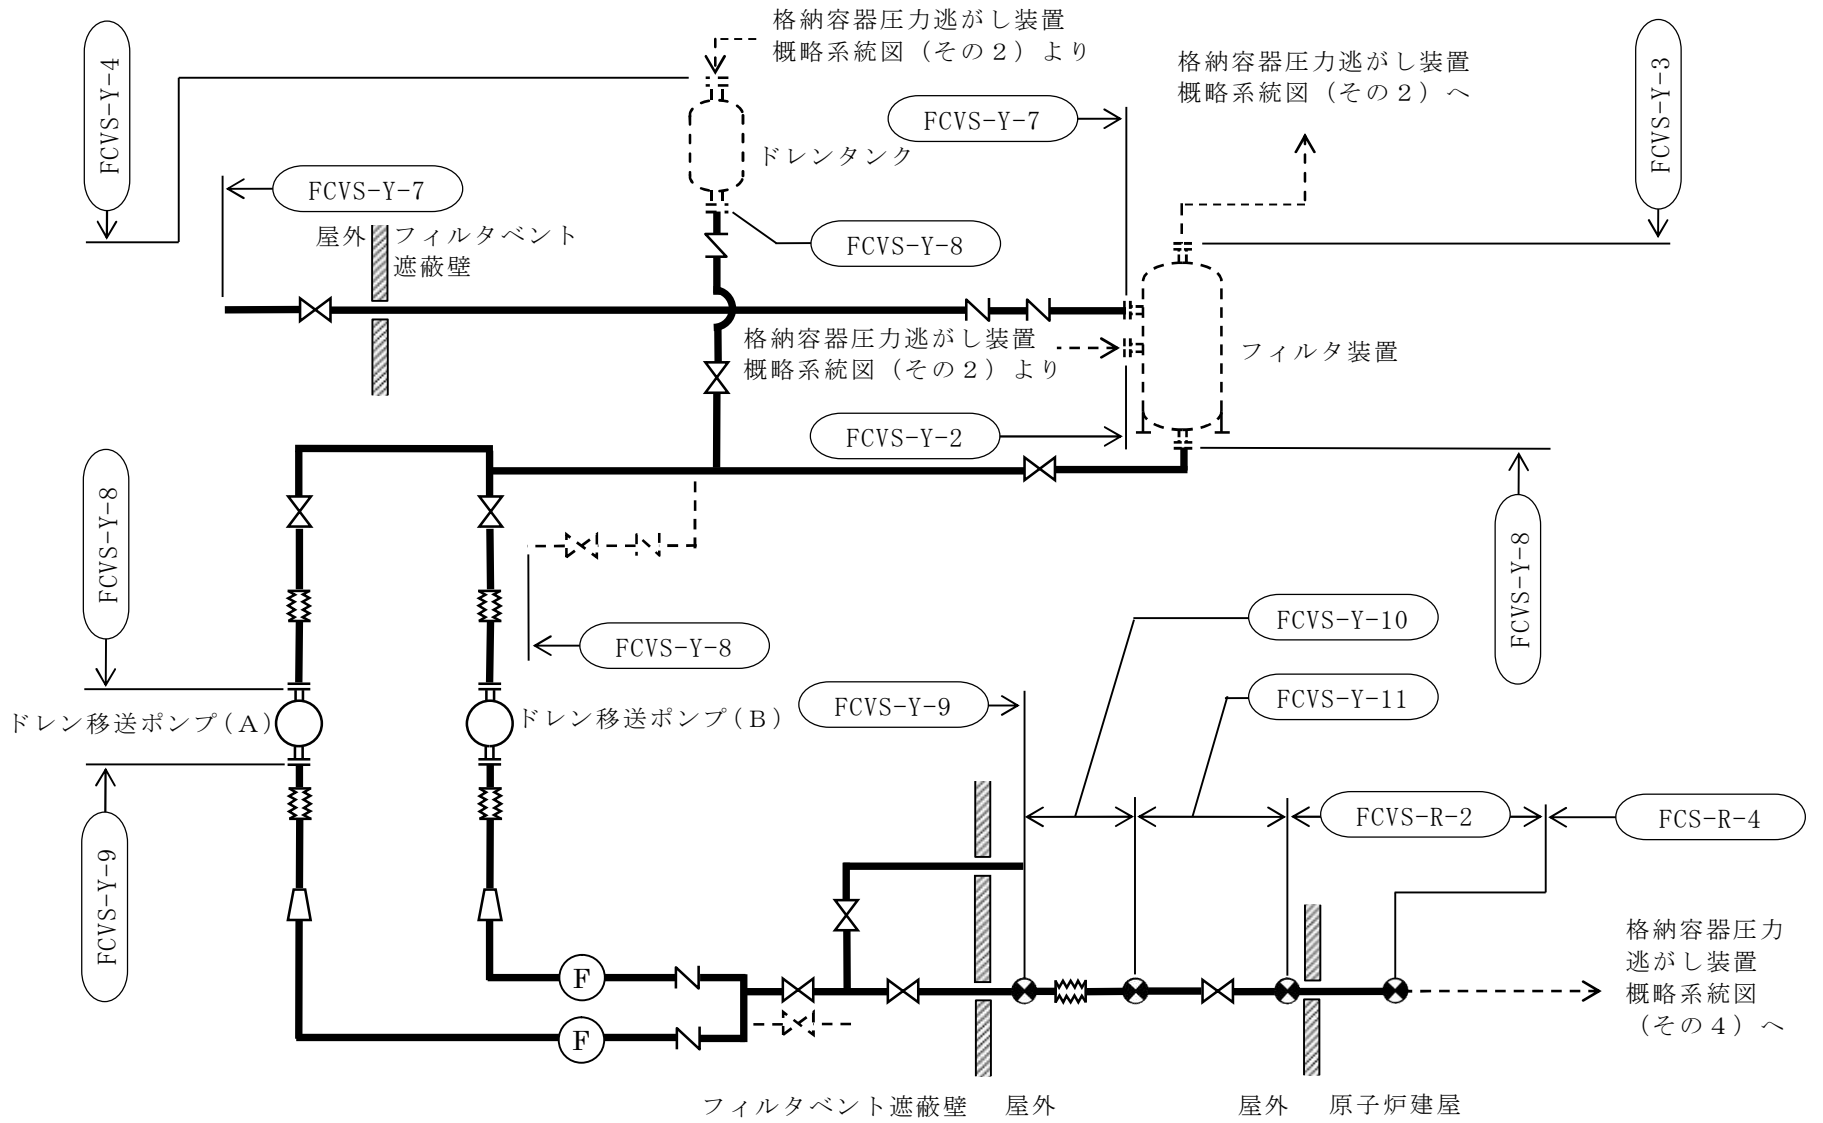 格納容器圧力逃がし装置
概略系統図（その２）より
格納容器圧力逃がし装置
概略系統図（その２）へ
FCVS-Y-4
FCVS-Y-3
FCVS-Y-7
ドレンタンク
FCVS-Y-7
屋外
フィルタベント
遮蔽壁
FCVS-Y-8
格納容器圧力逃がし装置
概略系統図（その２）より
フィルタ装置
FCVS-Y-2
FCVS-Y-8
FCVS-Y-8
FCVS-Y-8
FCVS-Y-10
FCVS-Y-11
FCVS-Y-9
ドレン移送ポンプ(Ａ)
ドレン移送ポンプ(Ｂ)
FCVS-R-2
FCS-R-4
FCVS-Y-9
F
F
格納容器圧力
逃がし装置
概略系統図
（その４）へ
フィルタベント遮蔽壁
屋外
屋外
原子炉建屋